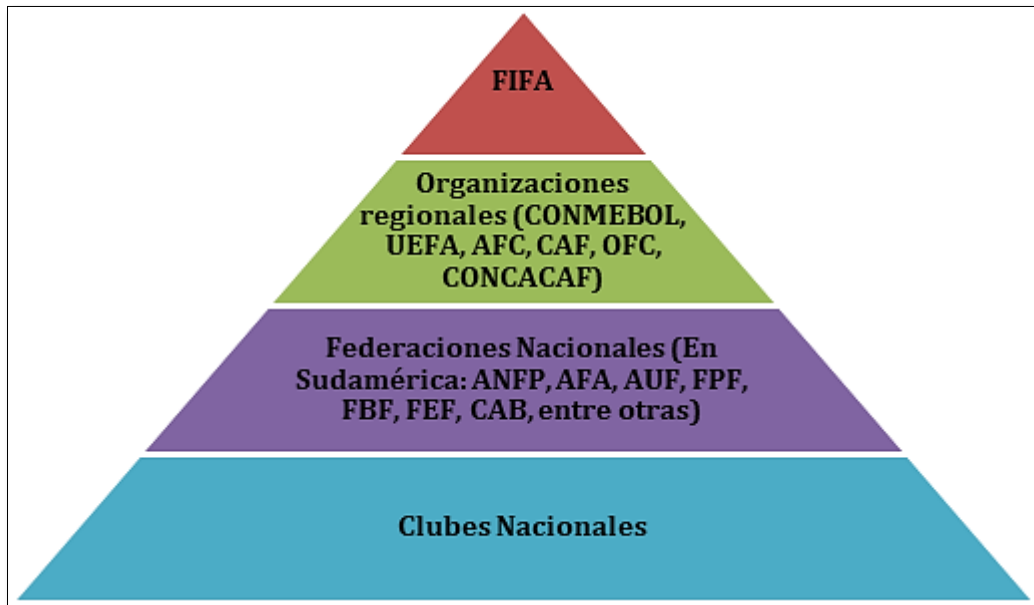 FIFA
Organizaciones
regionales (CONMEBOL,
UEFA, AFC, CAF, OFC,
CONCACAF)
Federaciones Nacionales (En
Sudamérica: ANFP, AFA, AUF, FPF,
FBF, FEF, CAB, entre otras)
Clubes Nacionales